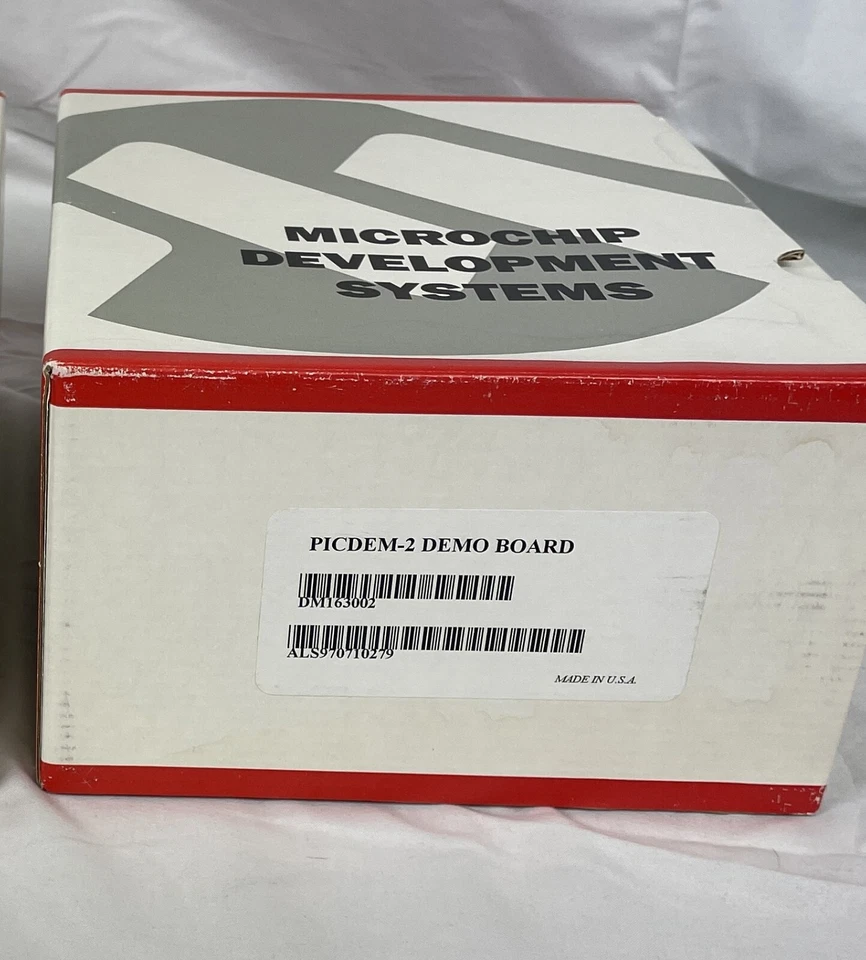 MICROCHIP
DEVELOPMENT
SYSTEMS
PICDEM-2 DEMO BOARD
DM163002
ALS970710279
MADE IN U.S.A.